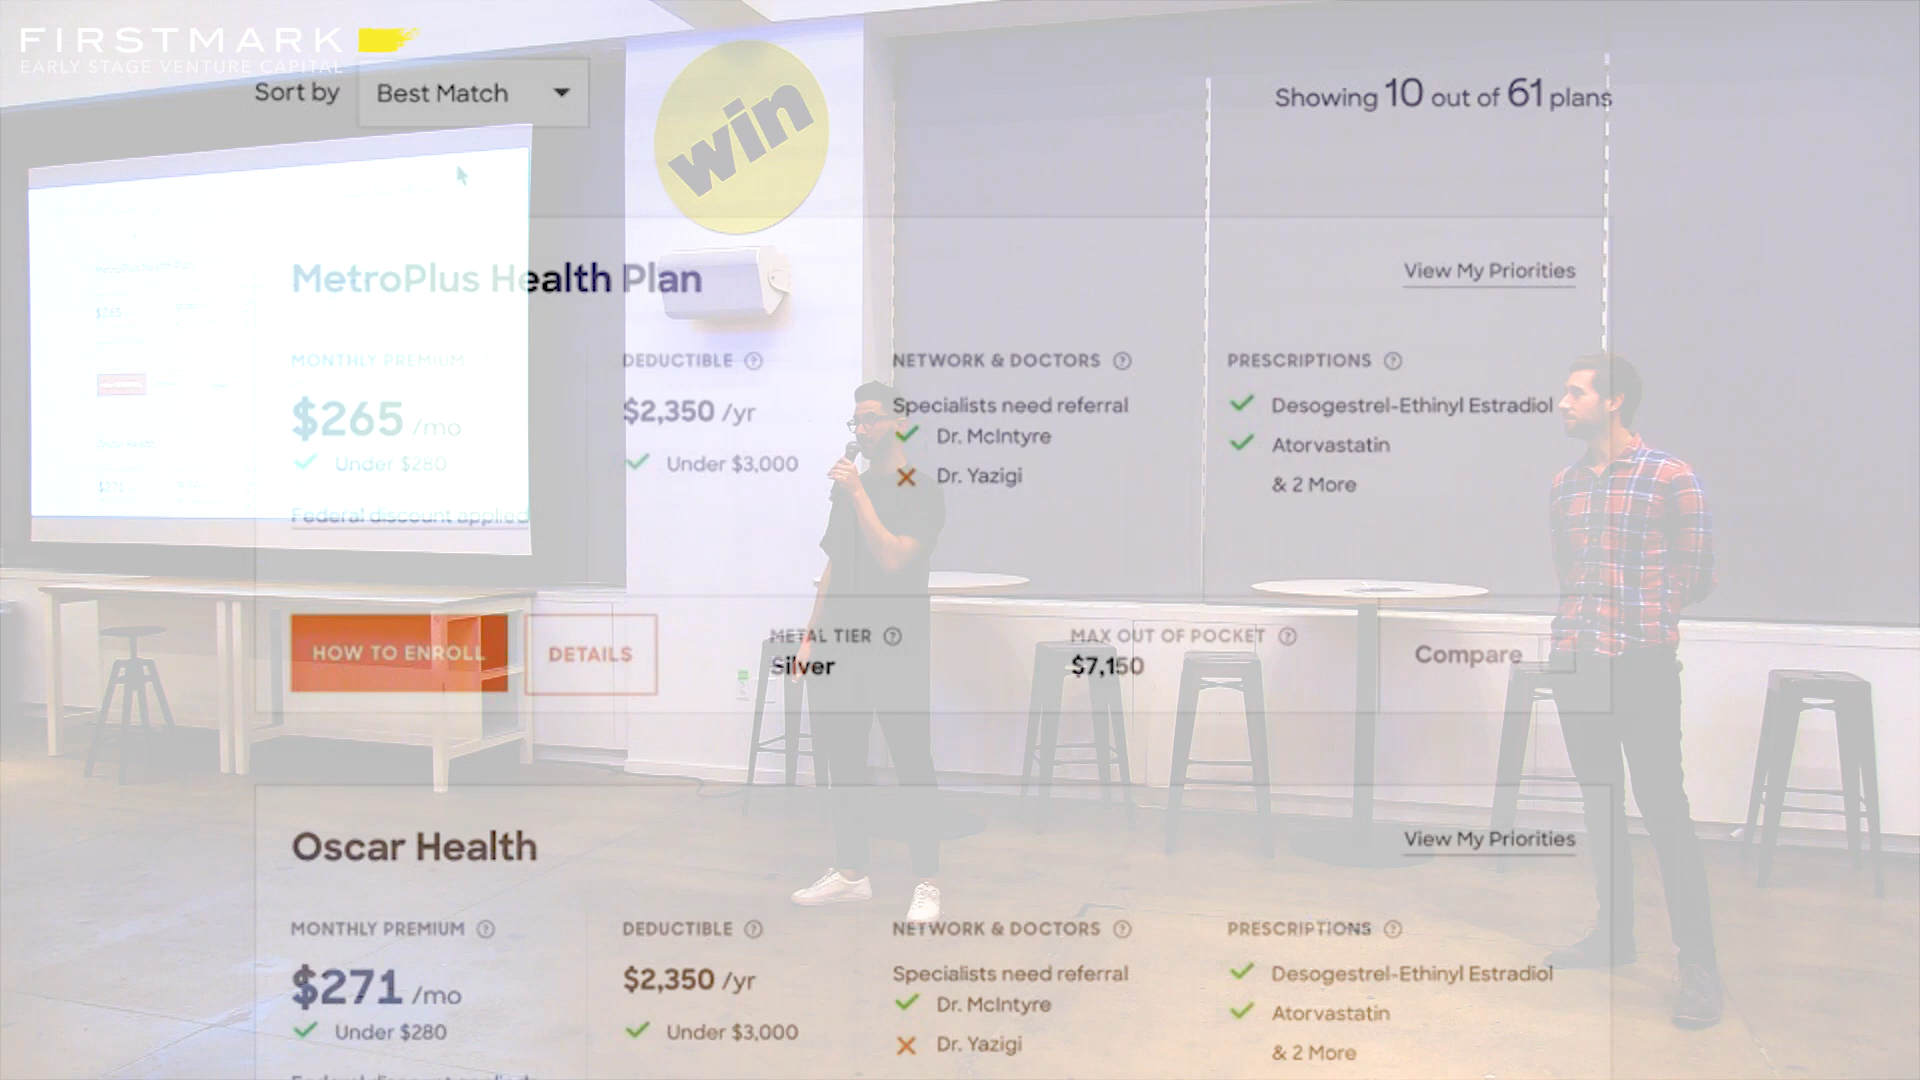 FIRSTMARK
EARLY STAGE VENTURE CAPITAL
Sort by Best Match
Showing 10 out of 61 plans
win
MetroPlus Health Plan
View My Priorities
MONTHLY PREMIUM
DEDUCTIBLE ?
NETWORK & DOCTORS ?
PRESCRIPTIONS ?
$265 /mo
$2,350 /yr
Specialists need referral
Desogestrel-Ethinyl Estradiol
Dr. McIntyre
Atorvastatin
Under $280
Under $3,000
Dr. Yazigi
& 2 More
Federal discount applied
HOW TO ENROLL
DETAILS
METAL TIER ?
Silver
MAX OUT OF POCKET ?
$7,150
Compare
Oscar Health
View My Priorities
MONTHLY PREMIUM ?
DEDUCTIBLE ?
NETWORK & DOCTORS ?
PRESCRIPTIONS ?
$271 /mo
$2,350 /yr
Specialists need referral
Desogestrel-Ethinyl Estradiol
Dr. McIntyre
Atorvastatin
Under $280
Under $3,000
Dr. Yazigi
& 2 More
$265
$271